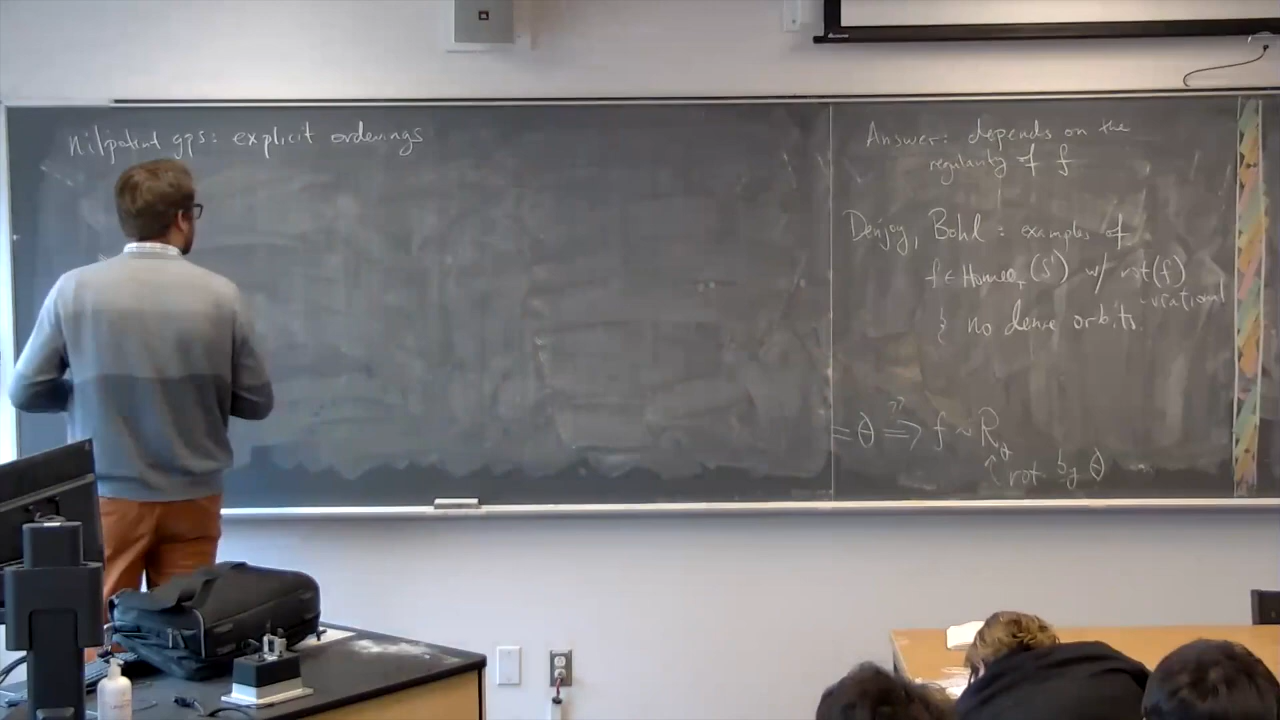 Nilpotent gps: explicit orderings
Answer: depends on the
regularity of f
Denjoy, Bohl: examples of
f ∈ Homeo₊(S¹) w/ rot(f)
irrational
& no dense orbits.
= θ ⇒ f ~ R_θ
??
↑ rot by θ